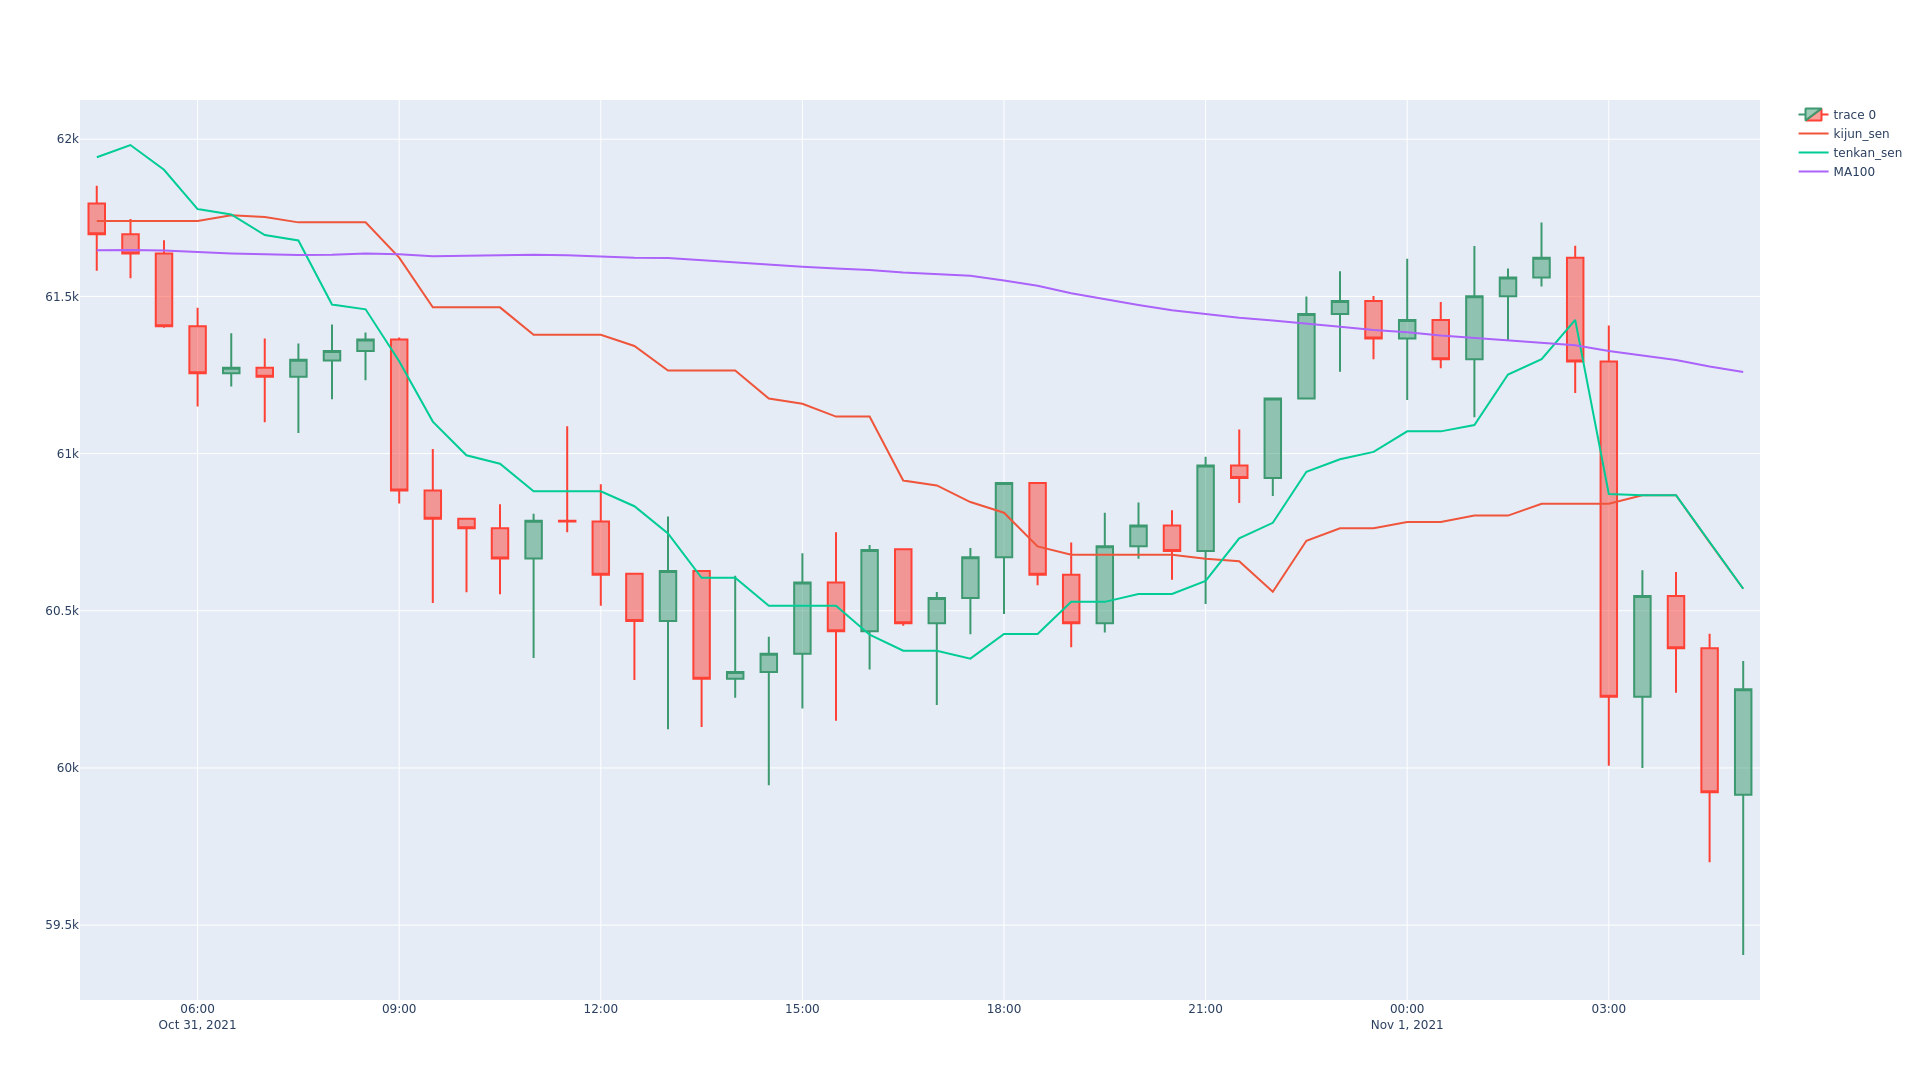 62k
61.5k
61k
60.5k
60k
59.5k
06:00
Oct 31, 2021
09:00
12:00
15:00
18:00
21:00
00:00
Nov 1, 2021
03:00
trace 0
kijun_sen
tenkan_sen
MA100